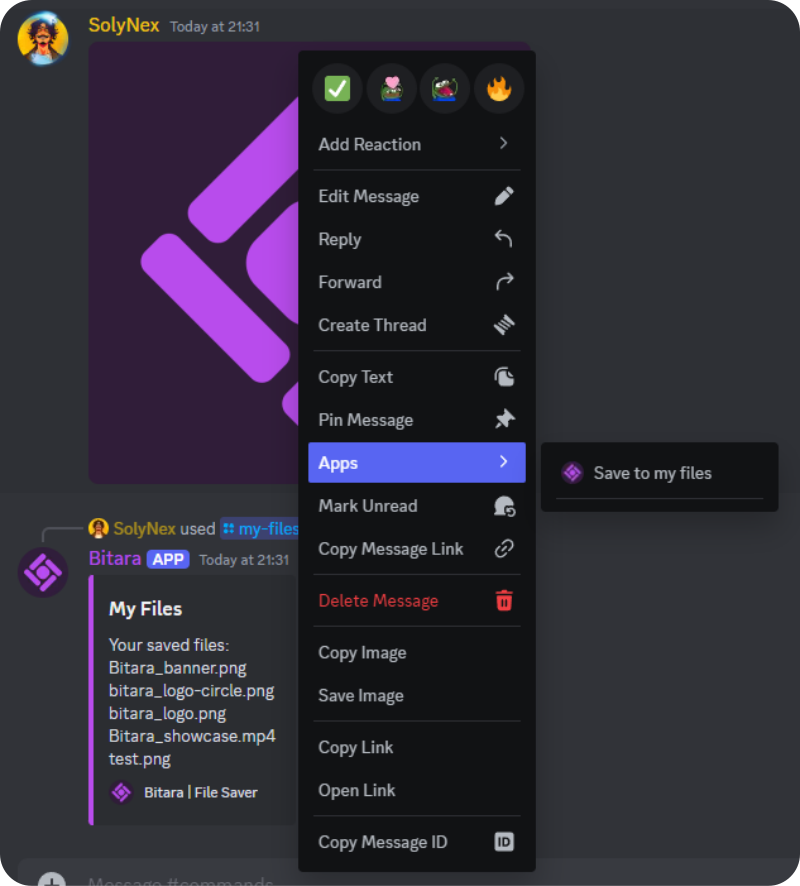 SolyNex Today at 21:31
Add Reaction
Edit Message
Reply
Forward
Create Thread
Copy Text
Pin Message
Apps
Save to my files
Mark Unread
Copy Message Link
Delete Message
Copy Image
Save Image
Copy Link
Open Link
Copy Message ID
ID
SolyNex used my-files
Bitara APP Today at 21:31
My Files
Your saved files:
Bitara_banner.png
bitara_logo-circle.png
bitara_logo.png
Bitara_showcase.mp4
test.png
Bitara | File Saver
Message #commands